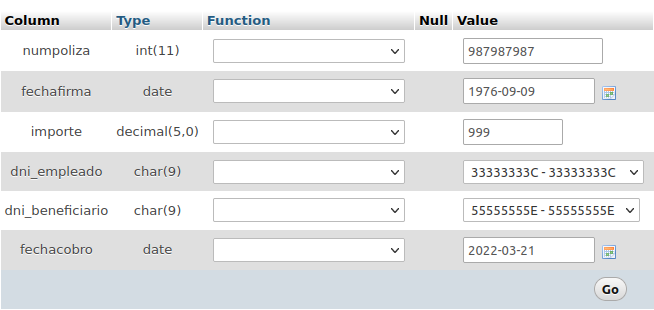 Column Type Function Null Value
numpoliza int(11) 987987987
fechafirma date 1976-09-09
importe decimal(5,0) 999
dni_empleado char(9) 33333333C - 33333333C
dni_beneficiario char(9) 55555555E - 55555555E
fechacobro date 2022-03-21
Go